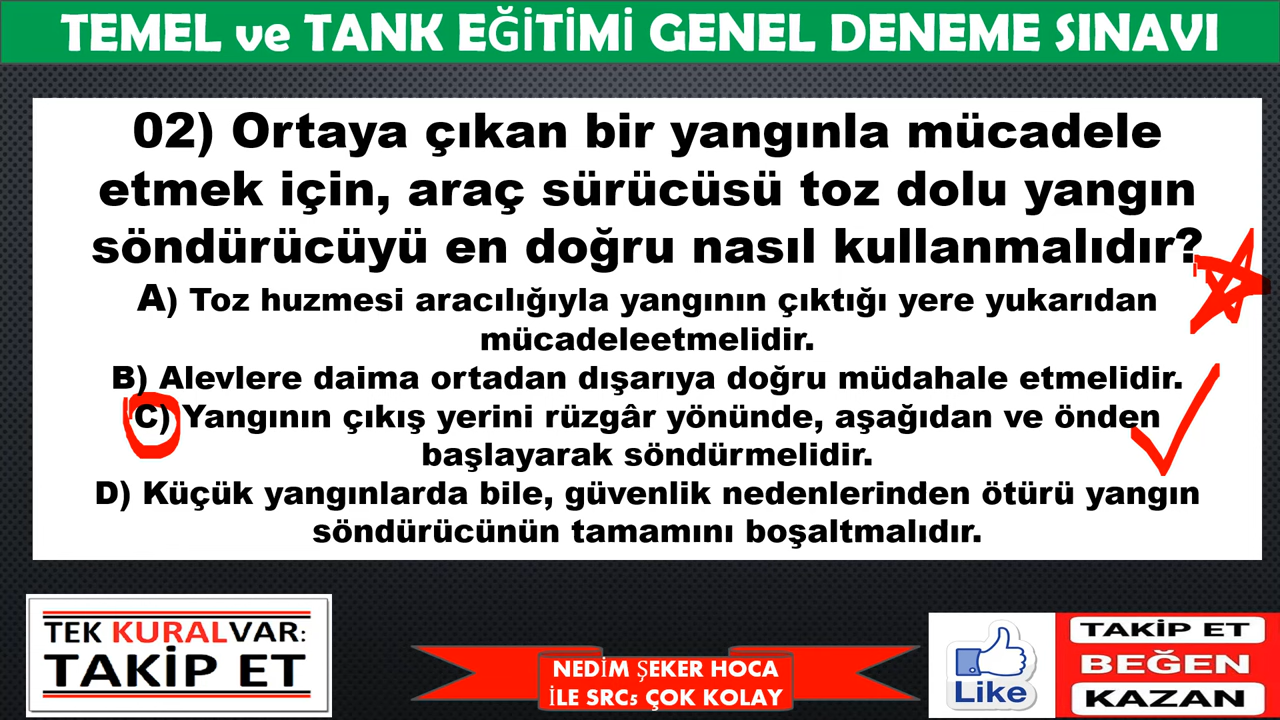 TEMEL ve TANK EĞİTİMİ GENEL DENEME SINAVI
02) Ortaya çıkan bir yangınla mücadele
etmek için, araç sürücüsü toz dolu yangın
söndürücüyü en doğru nasıl kullanmalıdır?
A) Toz huzmesi aracılığıyla yangının çıktığı yere yukarıdan
mücadeleetmelidir.
B) Alevlere daima ortadan dışarıya doğru müdahale etmelidir.
C) Yangının çıkış yerini rüzgâr yönünde, aşağıdan ve önden
başlayarak söndürmelidir.
D) Küçük yangınlarda bile, güvenlik nedenlerinden ötürü yangın
söndürücünün tamamını boşaltmalıdır.
TEK KURALVAR:
TAKİP ET
NEDİM ŞEKER HOCA
İLE SRC5 ÇOK KOLAY
Like
TAKİP ET
BEĞEN
KAZAN